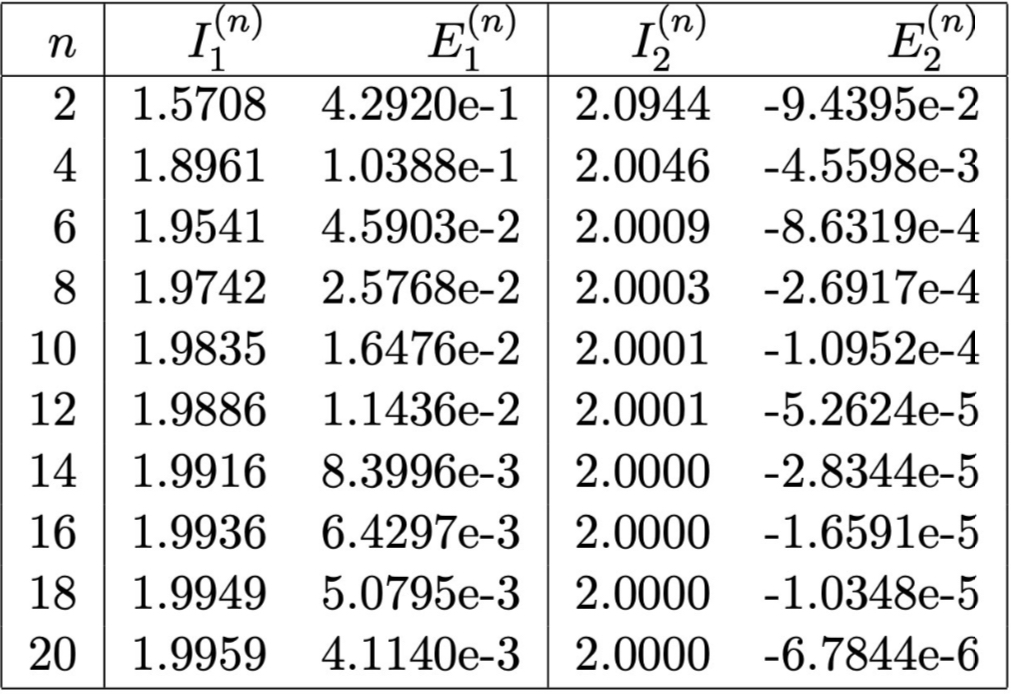 n I₁⁽ⁿ⁾ E₁⁽ⁿ⁾ I₂⁽ⁿ⁾ E₂⁽ⁿ⁾
2 1.5708 4.2920e-1 2.0944 -9.4395e-2
4 1.8961 1.0388e-1 2.0046 -4.5598e-3
6 1.9541 4.5903e-2 2.0009 -8.6319e-4
8 1.9742 2.5768e-2 2.0003 -2.6917e-4
10 1.9835 1.6476e-2 2.0001 -1.0952e-4
12 1.9886 1.1436e-2 2.0001 -5.2624e-5
14 1.9916 8.3996e-3 2.0000 -2.8344e-5
16 1.9936 6.4297e-3 2.0000 -1.6591e-5
18 1.9949 5.0795e-3 2.0000 -1.0348e-5
20 1.9959 4.1140e-3 2.0000 -6.7844e-6